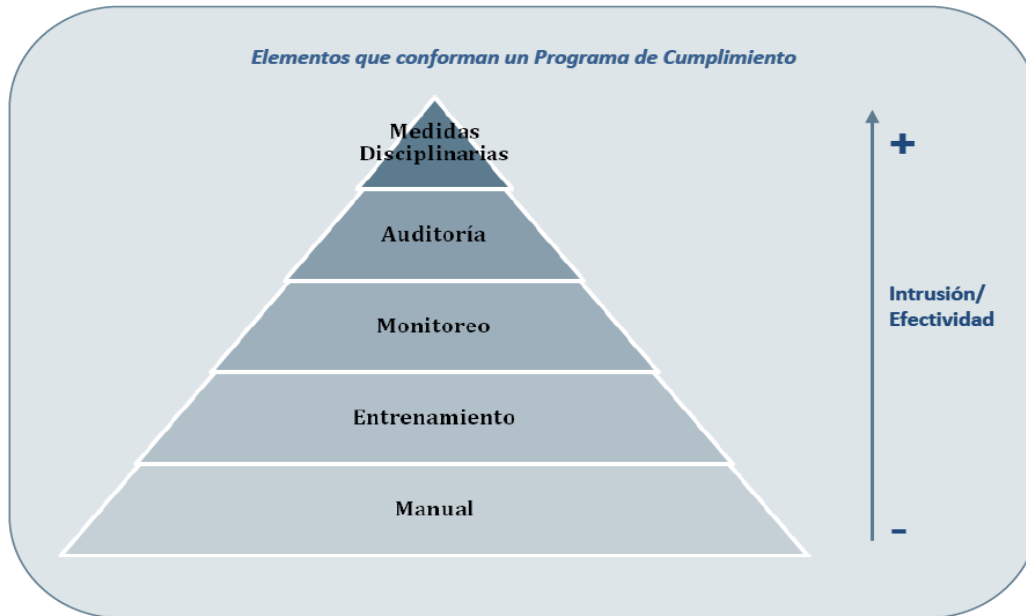 Elementos que conforman un Programa de Cumplimiento
Medidas
Disciplinarias
+
Auditoría
Intrusión/
Efectividad
Monitoreo
Entrenamiento
Manual
-